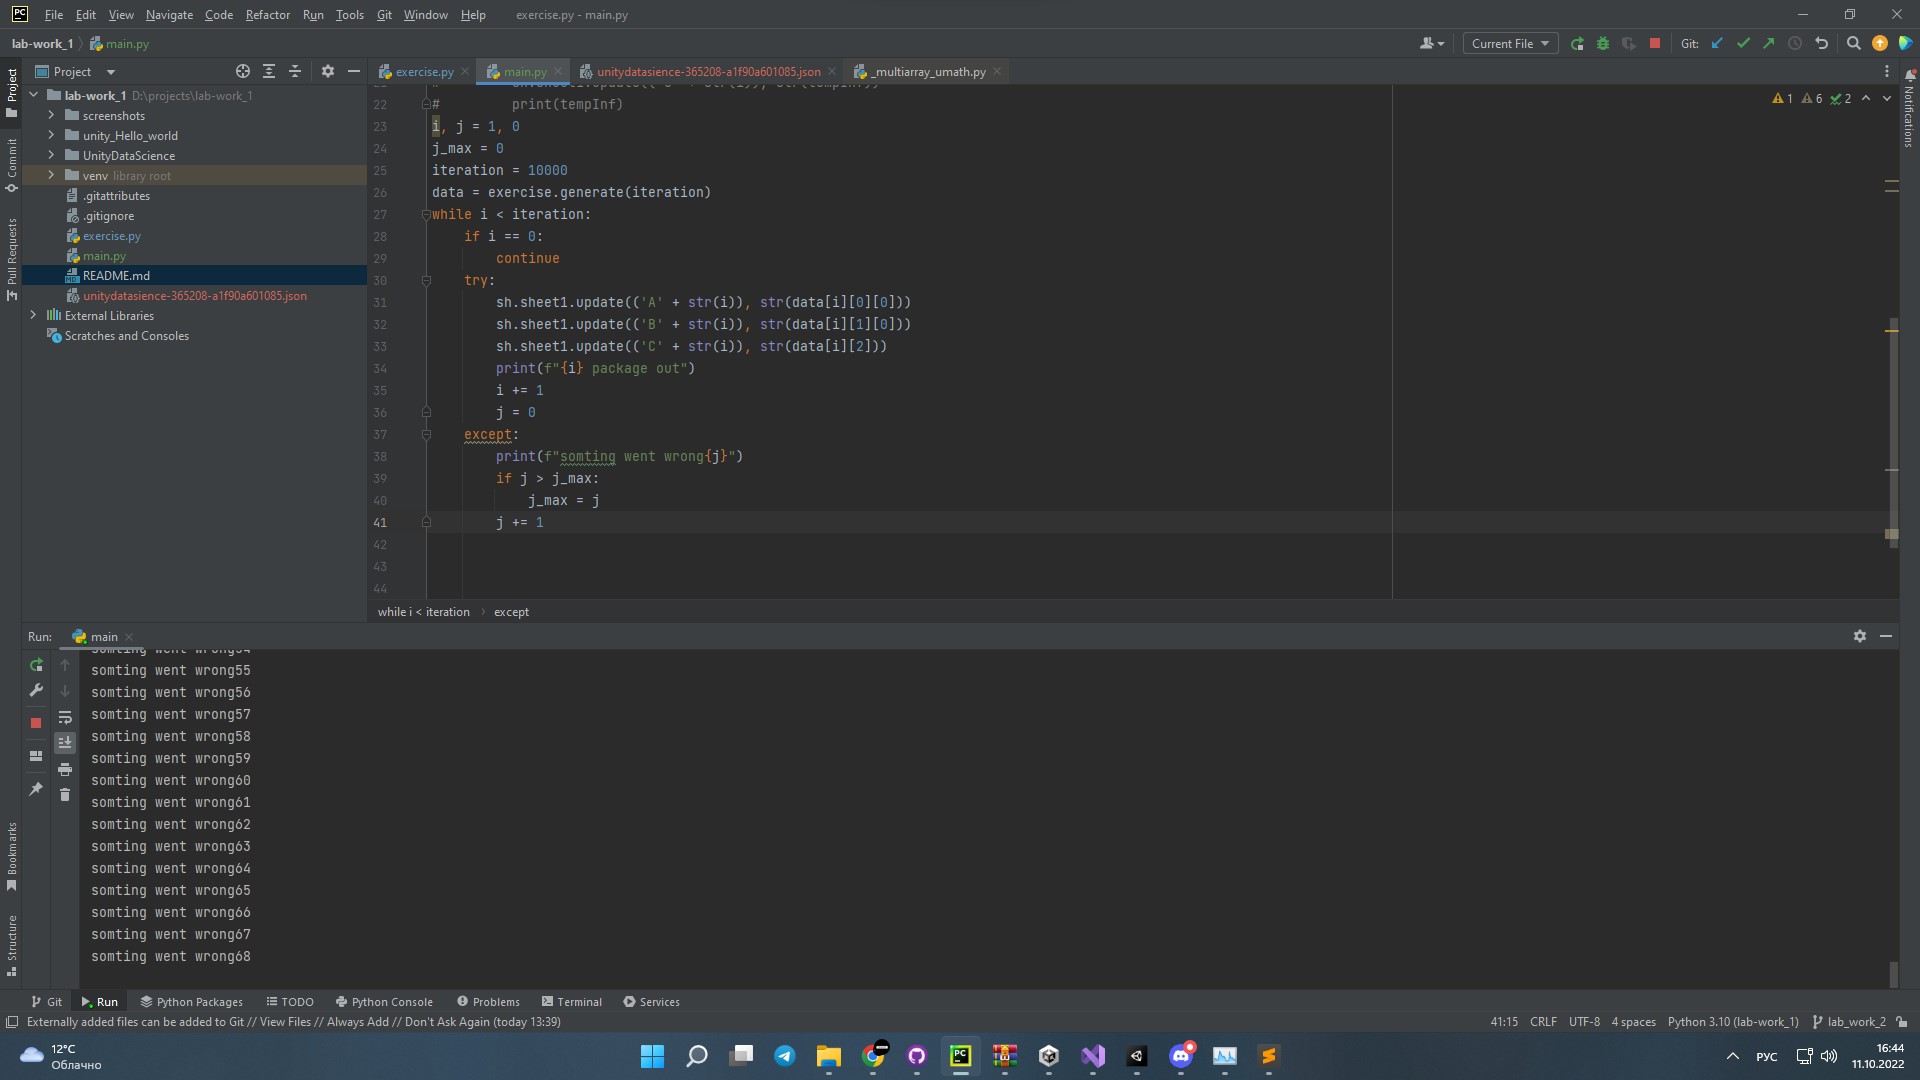 PC File Edit View Navigate Code Refactor Run Tools Git Window Help exercise.py - main.py
lab-work_1 main.py Current File Git:
Project
Commit
Pull Requests
Bookmarks
Structure
Notifications
Project
lab-work_1 D:\projects\lab-work_1
screenshots
unity_Hello_world
UnityDataScience
venv library root
.gitattributes
.gitignore
exercise.py
main.py
README.md
unitydatasience-365208-a1f90a601085.json
External Libraries
Scratches and Consoles
exercise.py main.py unitydatasience-365208-a1f90a601085.json _multiarray_umath.py
1 6 2
22 # print(tempInf)
23 i, j = 1, 0
24 j_max = 0
25 iteration = 10000
26 data = exercise.generate(iteration)
27 while i < iteration:
28 if i == 0:
29 continue
30 try:
31 sh.sheet1.update(('A' + str(i)), str(data[i][0][0]))
32 sh.sheet1.update(('B' + str(i)), str(data[i][1][0]))
33 sh.sheet1.update(('C' + str(i)), str(data[i][2]))
34 print(f"{i} package out")
35 i += 1
36 j = 0
37 except:
38 print(f"somting went wrong{j}")
39 if j > j_max:
40 j_max = j
41 j += 1
42
43
44
while i < iteration › except
Run: main
somting went wrong54
somting went wrong55
somting went wrong56
somting went wrong57
somting went wrong58
somting went wrong59
somting went wrong60
somting went wrong61
somting went wrong62
somting went wrong63
somting went wrong64
somting went wrong65
somting went wrong66
somting went wrong67
somting went wrong68
Git Run Python Packages TODO Python Console Problems Terminal Services
Externally added files can be added to Git // View Files // Always Add // Don't Ask Again (today 13:39) 41:15 CRLF UTF-8 4 spaces Python 3.10 (lab-work_1) lab_work_2
12°C
Облачно
PC
РУС
16:44
11.10.2022